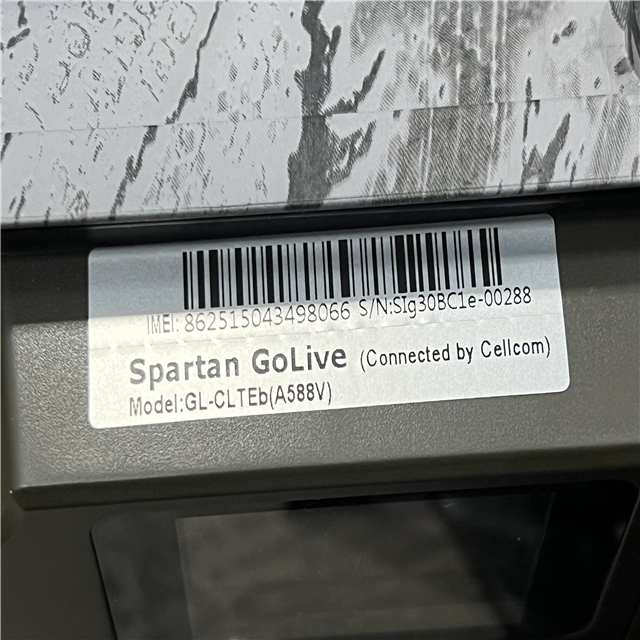 IMEI: 862515043498066 S/N:SIg30BC1e-00288
Spartan GoLive (Connected by Cellcom)
Model:GL-CLTEb(A588V)